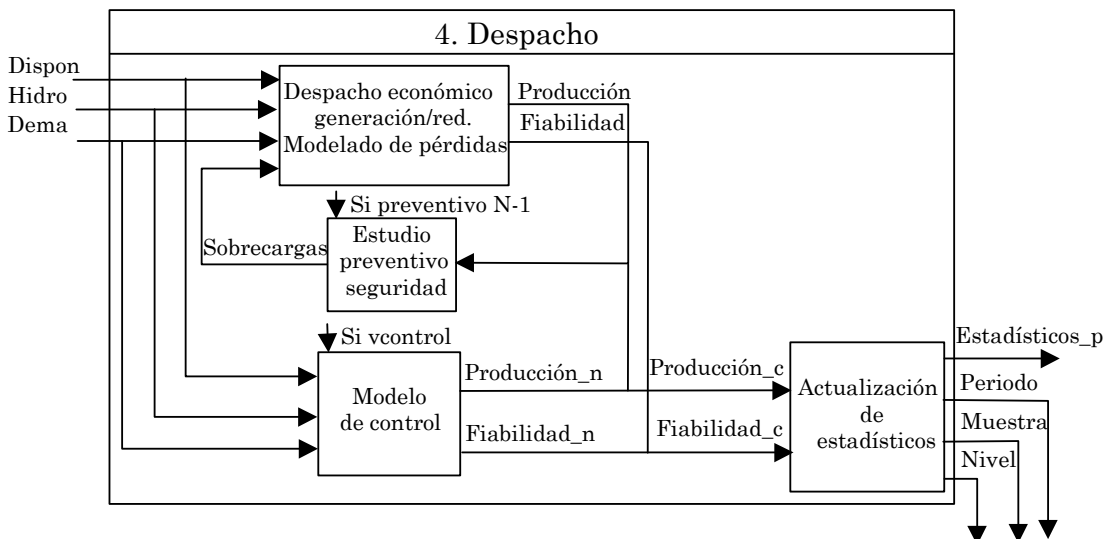 4. Despacho
Dispon
Hidro
Dema
Despacho económico
generación/red.
Modelado de pérdidas
Producción
Fiabilidad
Si preventivo N-1
Sobrecargas
Estudio
preventivo
seguridad
Si vcontrol
Modelo
de control
Producción_n
Fiabilidad_n
Producción_c
Fiabilidad_c
Actualización
de
estadísticos
Estadísticos_p
Periodo
Muestra
Nivel